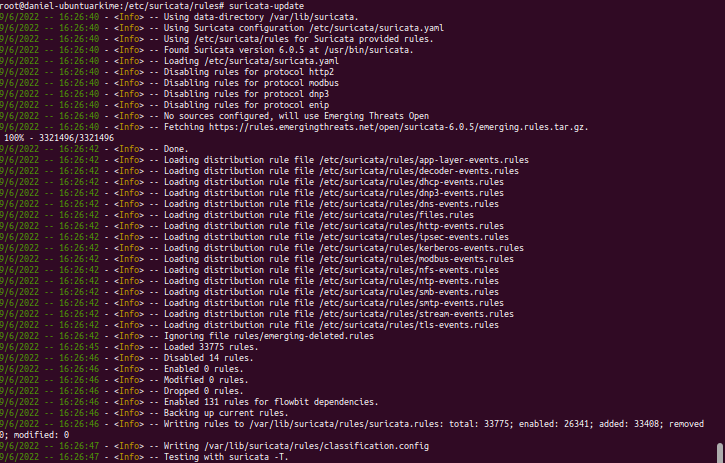 root@daniel-ubuntuarkime:/etc/suricata/rules# suricata-update
9/6/2022 -- 16:26:40 - <Info> -- Using data-directory /var/lib/suricata.
9/6/2022 -- 16:26:40 - <Info> -- Using Suricata configuration /etc/suricata/suricata.yaml
9/6/2022 -- 16:26:40 - <Info> -- Using /etc/suricata/rules for Suricata provided rules.
9/6/2022 -- 16:26:40 - <Info> -- Found Suricata version 6.0.5 at /usr/bin/suricata.
9/6/2022 -- 16:26:40 - <Info> -- Loading /etc/suricata/suricata.yaml
9/6/2022 -- 16:26:40 - <Info> -- Disabling rules for protocol http2
9/6/2022 -- 16:26:40 - <Info> -- Disabling rules for protocol modbus
9/6/2022 -- 16:26:40 - <Info> -- Disabling rules for protocol dnp3
9/6/2022 -- 16:26:40 - <Info> -- Disabling rules for protocol enip
9/6/2022 -- 16:26:40 - <Info> -- No sources configured, will use Emerging Threats Open
9/6/2022 -- 16:26:40 - <Info> -- Fetching https://rules.emergingthreats.net/open/suricata-6.0.5/emerging.rules.tar.gz.
100% - 3321496/3321496
9/6/2022 -- 16:26:42 - <Info> -- Done.
9/6/2022 -- 16:26:42 - <Info> -- Loading distribution rule file /etc/suricata/rules/app-layer-events.rules
9/6/2022 -- 16:26:42 - <Info> -- Loading distribution rule file /etc/suricata/rules/decoder-events.rules
9/6/2022 -- 16:26:42 - <Info> -- Loading distribution rule file /etc/suricata/rules/dhcp-events.rules
9/6/2022 -- 16:26:42 - <Info> -- Loading distribution rule file /etc/suricata/rules/dnp3-events.rules
9/6/2022 -- 16:26:42 - <Info> -- Loading distribution rule file /etc/suricata/rules/dns-events.rules
9/6/2022 -- 16:26:42 - <Info> -- Loading distribution rule file /etc/suricata/rules/files.rules
9/6/2022 -- 16:26:42 - <Info> -- Loading distribution rule file /etc/suricata/rules/http-events.rules
9/6/2022 -- 16:26:42 - <Info> -- Loading distribution rule file /etc/suricata/rules/ipsec-events.rules
9/6/2022 -- 16:26:42 - <Info> -- Loading distribution rule file /etc/suricata/rules/kerberos-events.rules
9/6/2022 -- 16:26:42 - <Info> -- Loading distribution rule file /etc/suricata/rules/modbus-events.rules
9/6/2022 -- 16:26:42 - <Info> -- Loading distribution rule file /etc/suricata/rules/nfs-events.rules
9/6/2022 -- 16:26:42 - <Info> -- Loading distribution rule file /etc/suricata/rules/ntp-events.rules
9/6/2022 -- 16:26:42 - <Info> -- Loading distribution rule file /etc/suricata/rules/smb-events.rules
9/6/2022 -- 16:26:42 - <Info> -- Loading distribution rule file /etc/suricata/rules/smtp-events.rules
9/6/2022 -- 16:26:42 - <Info> -- Loading distribution rule file /etc/suricata/rules/stream-events.rules
9/6/2022 -- 16:26:42 - <Info> -- Loading distribution rule file /etc/suricata/rules/tls-events.rules
9/6/2022 -- 16:26:42 - <Info> -- Ignoring file rules/emerging-deleted.rules
9/6/2022 -- 16:26:45 - <Info> -- Loaded 33775 rules.
9/6/2022 -- 16:26:46 - <Info> -- Disabled 14 rules.
9/6/2022 -- 16:26:46 - <Info> -- Enabled 0 rules.
9/6/2022 -- 16:26:46 - <Info> -- Modified 0 rules.
9/6/2022 -- 16:26:46 - <Info> -- Dropped 0 rules.
9/6/2022 -- 16:26:46 - <Info> -- Enabled 131 rules for flowbit dependencies.
9/6/2022 -- 16:26:46 - <Info> -- Backing up current rules.
9/6/2022 -- 16:26:46 - <Info> -- Writing rules to /var/lib/suricata/rules/suricata.rules: total: 33775; enabled: 26341; added: 33408; removed
0; modified: 0
9/6/2022 -- 16:26:47 - <Info> -- Writing /var/lib/suricata/rules/classification.config
9/6/2022 -- 16:26:47 - <Info> -- Testing with suricata -T.